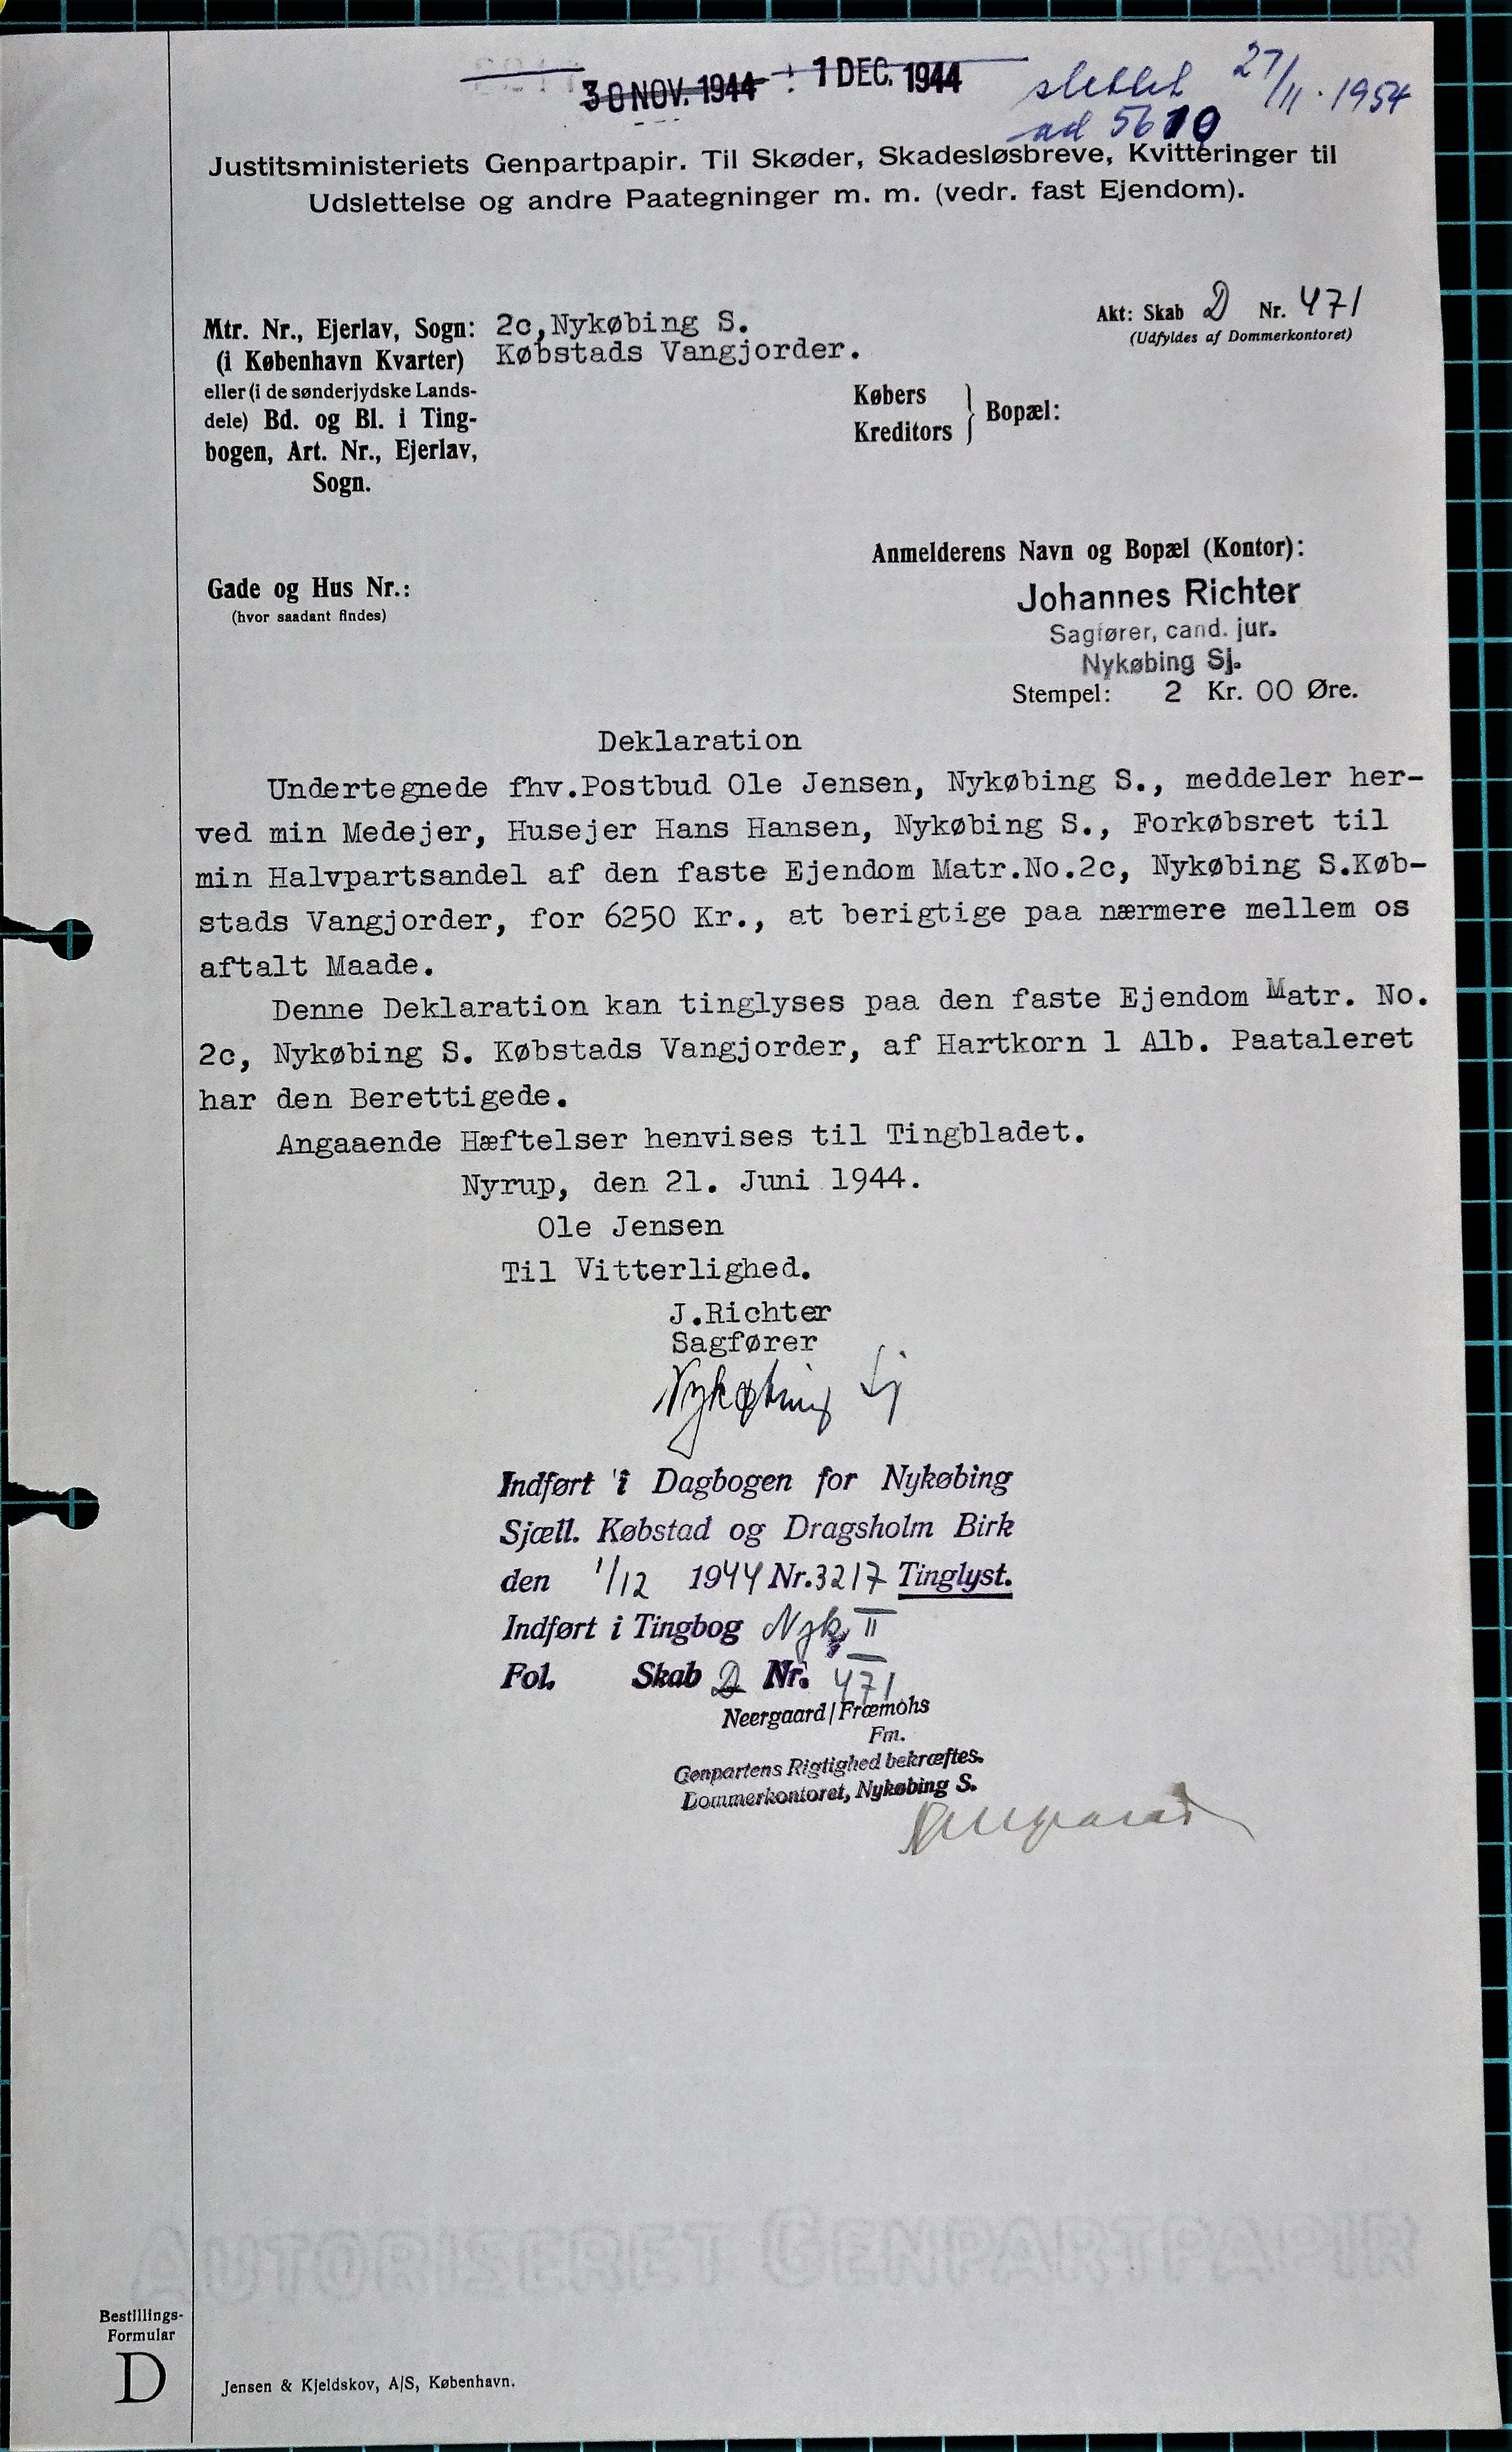 30 NOV. 1944 ÷ 1 DEC. 1944
slettet 27/11. 1954
ad 5610
Justitsministeriets Genpartpapir. Til Skøder, Skadesløsbreve, Kvitteringer til
Udslettelse og andre Paategninger m. m. (vedr. fast Ejendom).
Akt: Skab D Nr. 471
(Udfyldes af Dommerkontoret)
Mtr. Nr., Ejerlav, Sogn: 2c, Nykøbing S.
(i København Kvarter) Købstads Vangjorder.
eller (i de sønderjydske Lands-
dele) Bd. og Bl. i Ting-
bogen, Art. Nr., Ejerlav,
Sogn.
Købers
Kreditors } Bopæl:
Anmelderens Navn og Bopæl (Kontor):
Gade og Hus Nr.:
(hvor saadant findes)
Johannes Richter
Sagfører, cand. jur.
Nykøbing Sj.
Stempel: 2 Kr. 00 Øre.
Deklaration
Undertegnede fhv.Postbud Ole Jensen, Nykøbing S., meddeler her-
ved min Medejer, Husejer Hans Hansen, Nykøbing S., Forkøbsret til
min Halvpartsandel af den faste Ejendom Matr.No.2c, Nykøbing S.Køb-
stads Vangjorder, for 6250 Kr., at berigtige paa nærmere mellem os
aftalt Maade.
Denne Deklaration kan tinglyses paa den faste Ejendom Matr. No.
2c, Nykøbing S. Købstads Vangjorder, af Hartkorn 1 Alb. Paataleret
har den Berettigede.
Angaaende Hæftelser henvises til Tingbladet.
Nyrup, den 21. Juni 1944.
Ole Jensen
Til Vitterlighed.
J.Richter
Sagfører
Nykøbing Sj
Indført i Dagbogen for Nykøbing
Sjæll. Købstad og Dragsholm Birk
den 1/12 1944 Nr. 3217 Tinglyst.
Indført i Tingbog Nyk. II
Fol. Skab D Nr. 471
Neergaard / Fræmohs
Fm.
Genpartens Rigtighed bekræftes.
Dommerkontoret, Nykøbing S.
AUTORISERET GENPARTPAPIR
Bestillings-
Formular
D
Jensen & Kjeldskov, A/S, København.